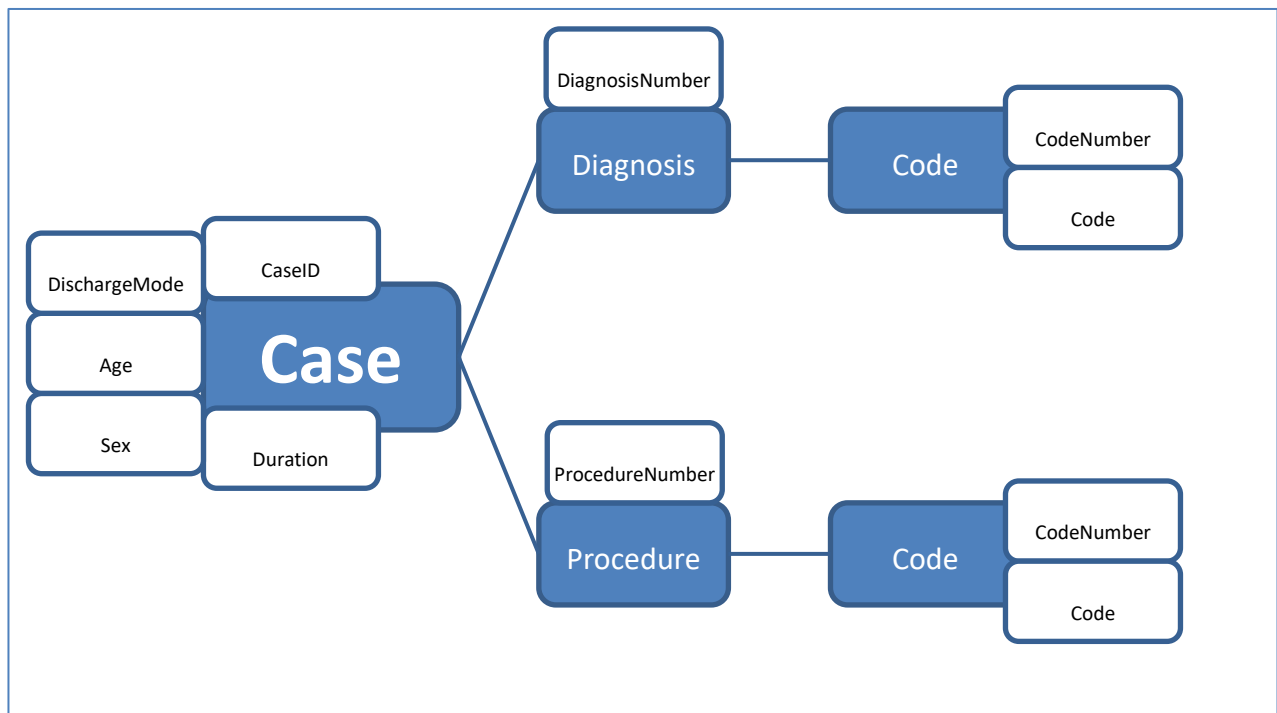 DiagnosisNumber
Diagnosis
Code
CodeNumber
Code
DischargeMode
CaseID
Age
Case
Sex
Duration
ProcedureNumber
Procedure
Code
CodeNumber
Code